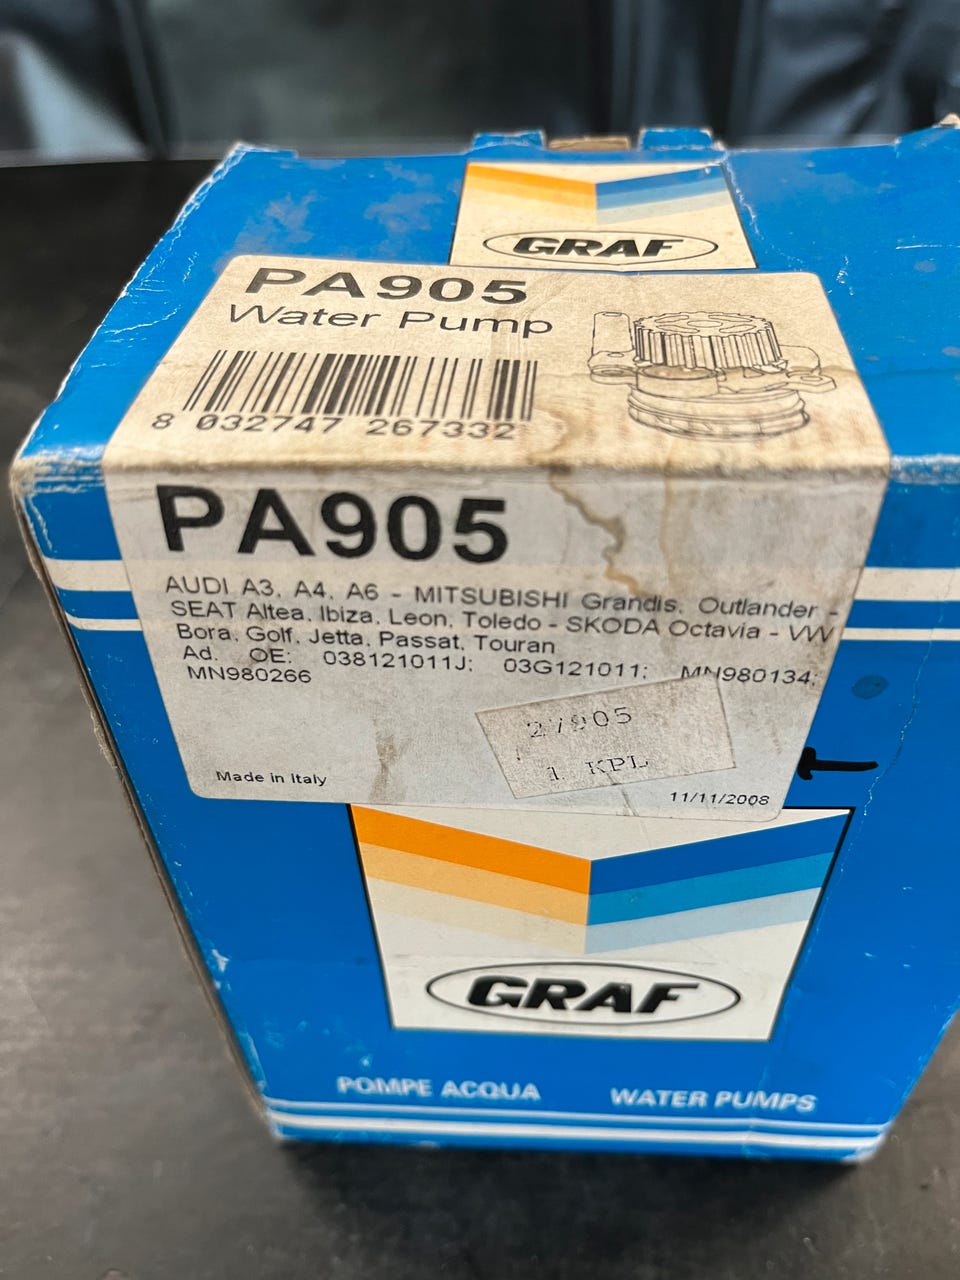 GRAF
PA905
Water Pump
8 032747 267332
PA905
AUDI A3, A4, A6 - MITSUBISHI Grandis, Outlander -
SEAT Altea, Ibiza, Leon, Toledo - SKODA Octavia - VW
Bora, Golf, Jetta, Passat, Touran
Ad. OE: 038121011J; 03G121011; MN980134;
MN980266
27905
1 KPL
Made in Italy
11/11/2008
T
GRAF
POMPE ACQUA WATER PUMPS